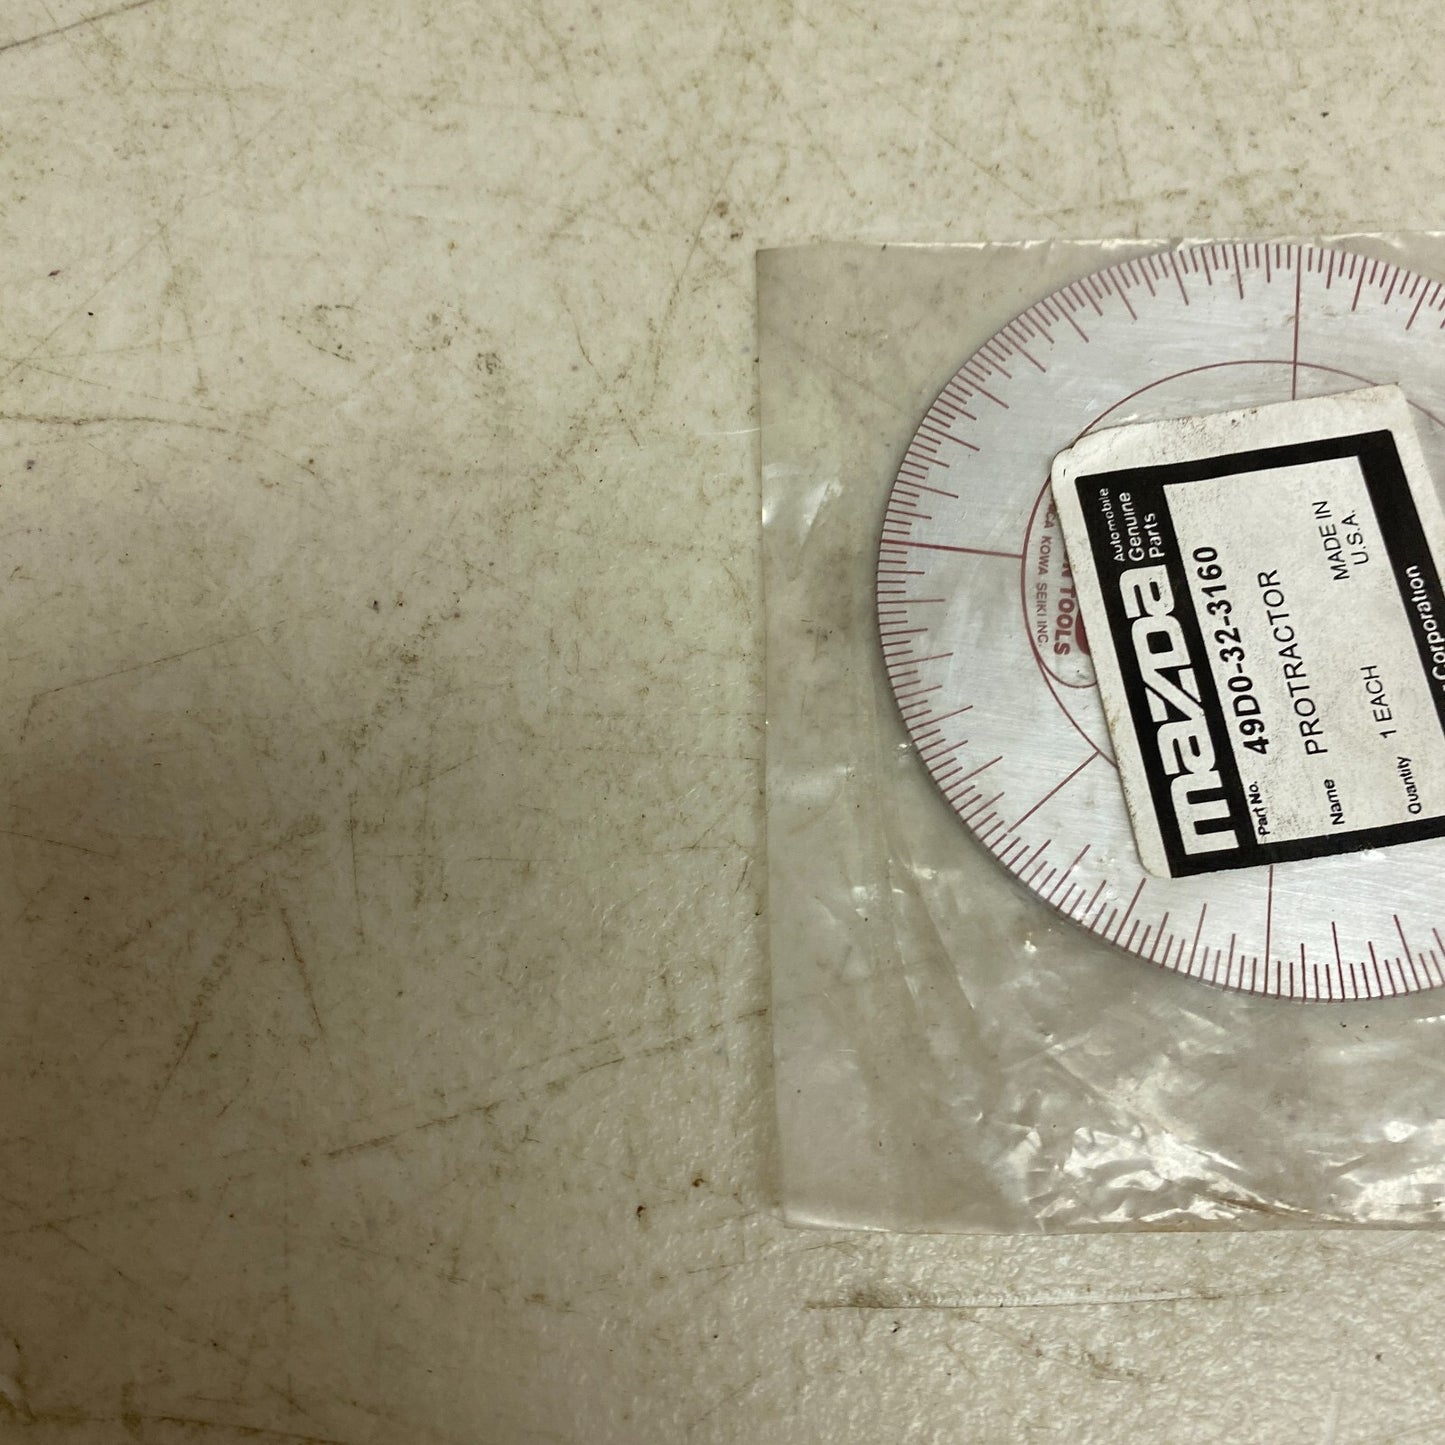 mazda
Automobile
Genuine
Parts
Part No. 49D0-32-3160
Name PROTRACTOR
MADE IN
U.S.A.
Quantity 1 EACH
Corporation
TOOLS
KOWA SEIKI INC.